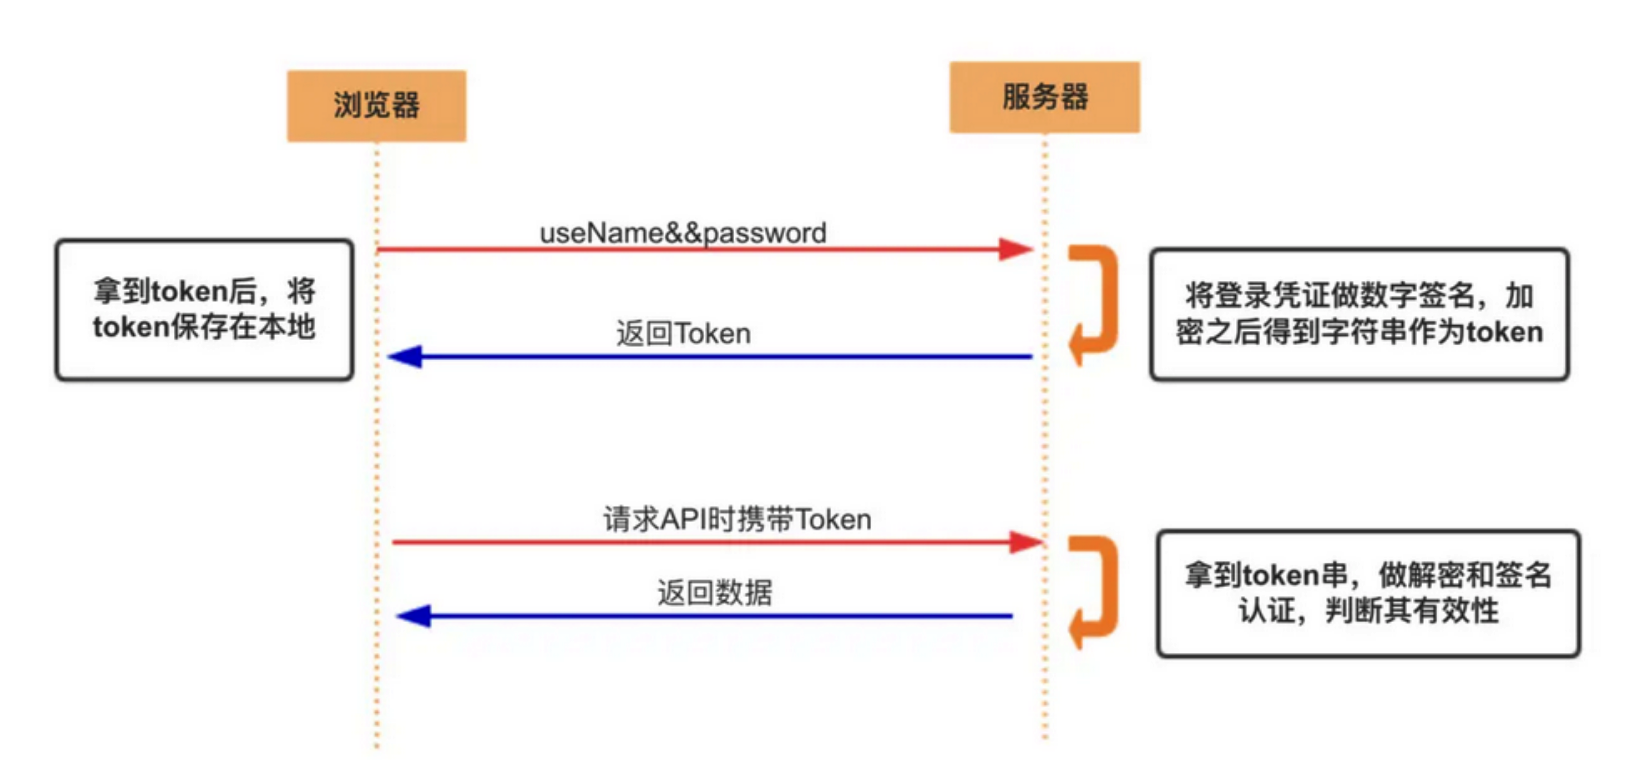 浏览器
服务器
useName&&password
拿到token后，将
token保存在本地
将登录凭证做数字签名，加
密之后得到字符串作为token
返回Token
请求API时携带Token
拿到token串，做解密和签名
认证，判断其有效性
返回数据